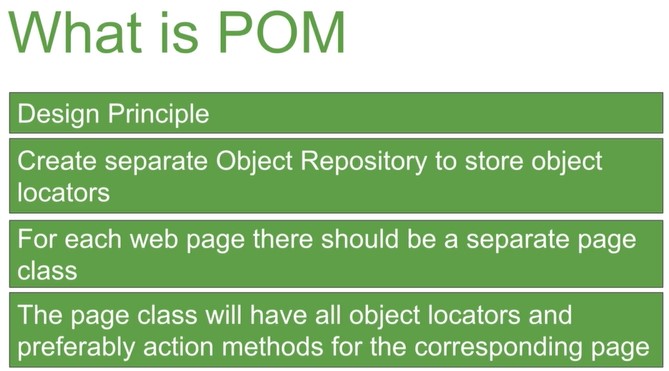 What is POM
Design Principle
Create separate Object Repository to store object
locators
For each web page there should be a separate page
class
The page class will have all object locators and
preferably action methods for the corresponding page